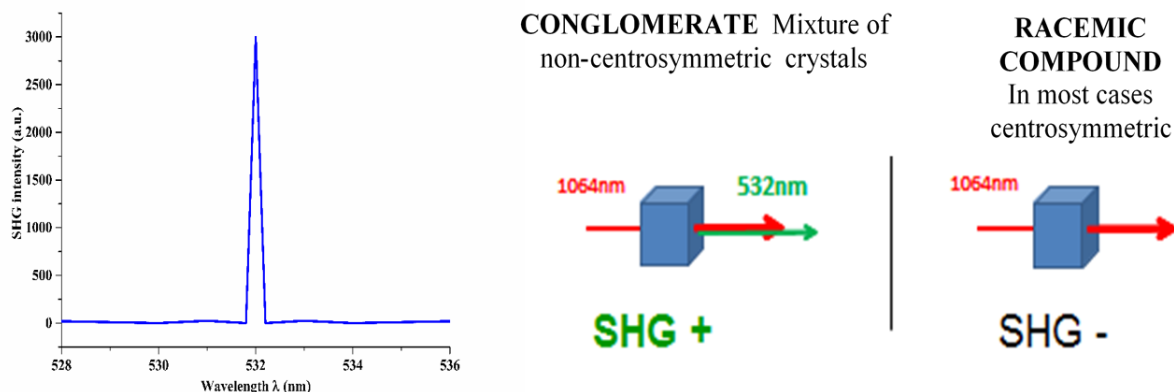 SHG intensity (a.u.)
3000
2500
2000
1500
1000
500
0
528
530
532
534
536
Wavelength λ (nm)
CONGLOMERATE Mixture of
non-centrosymmetric crystals
1064nm
532nm
SHG +
RACEMIC
COMPOUND
In most cases
centrosymmetric
1064nm
SHG -